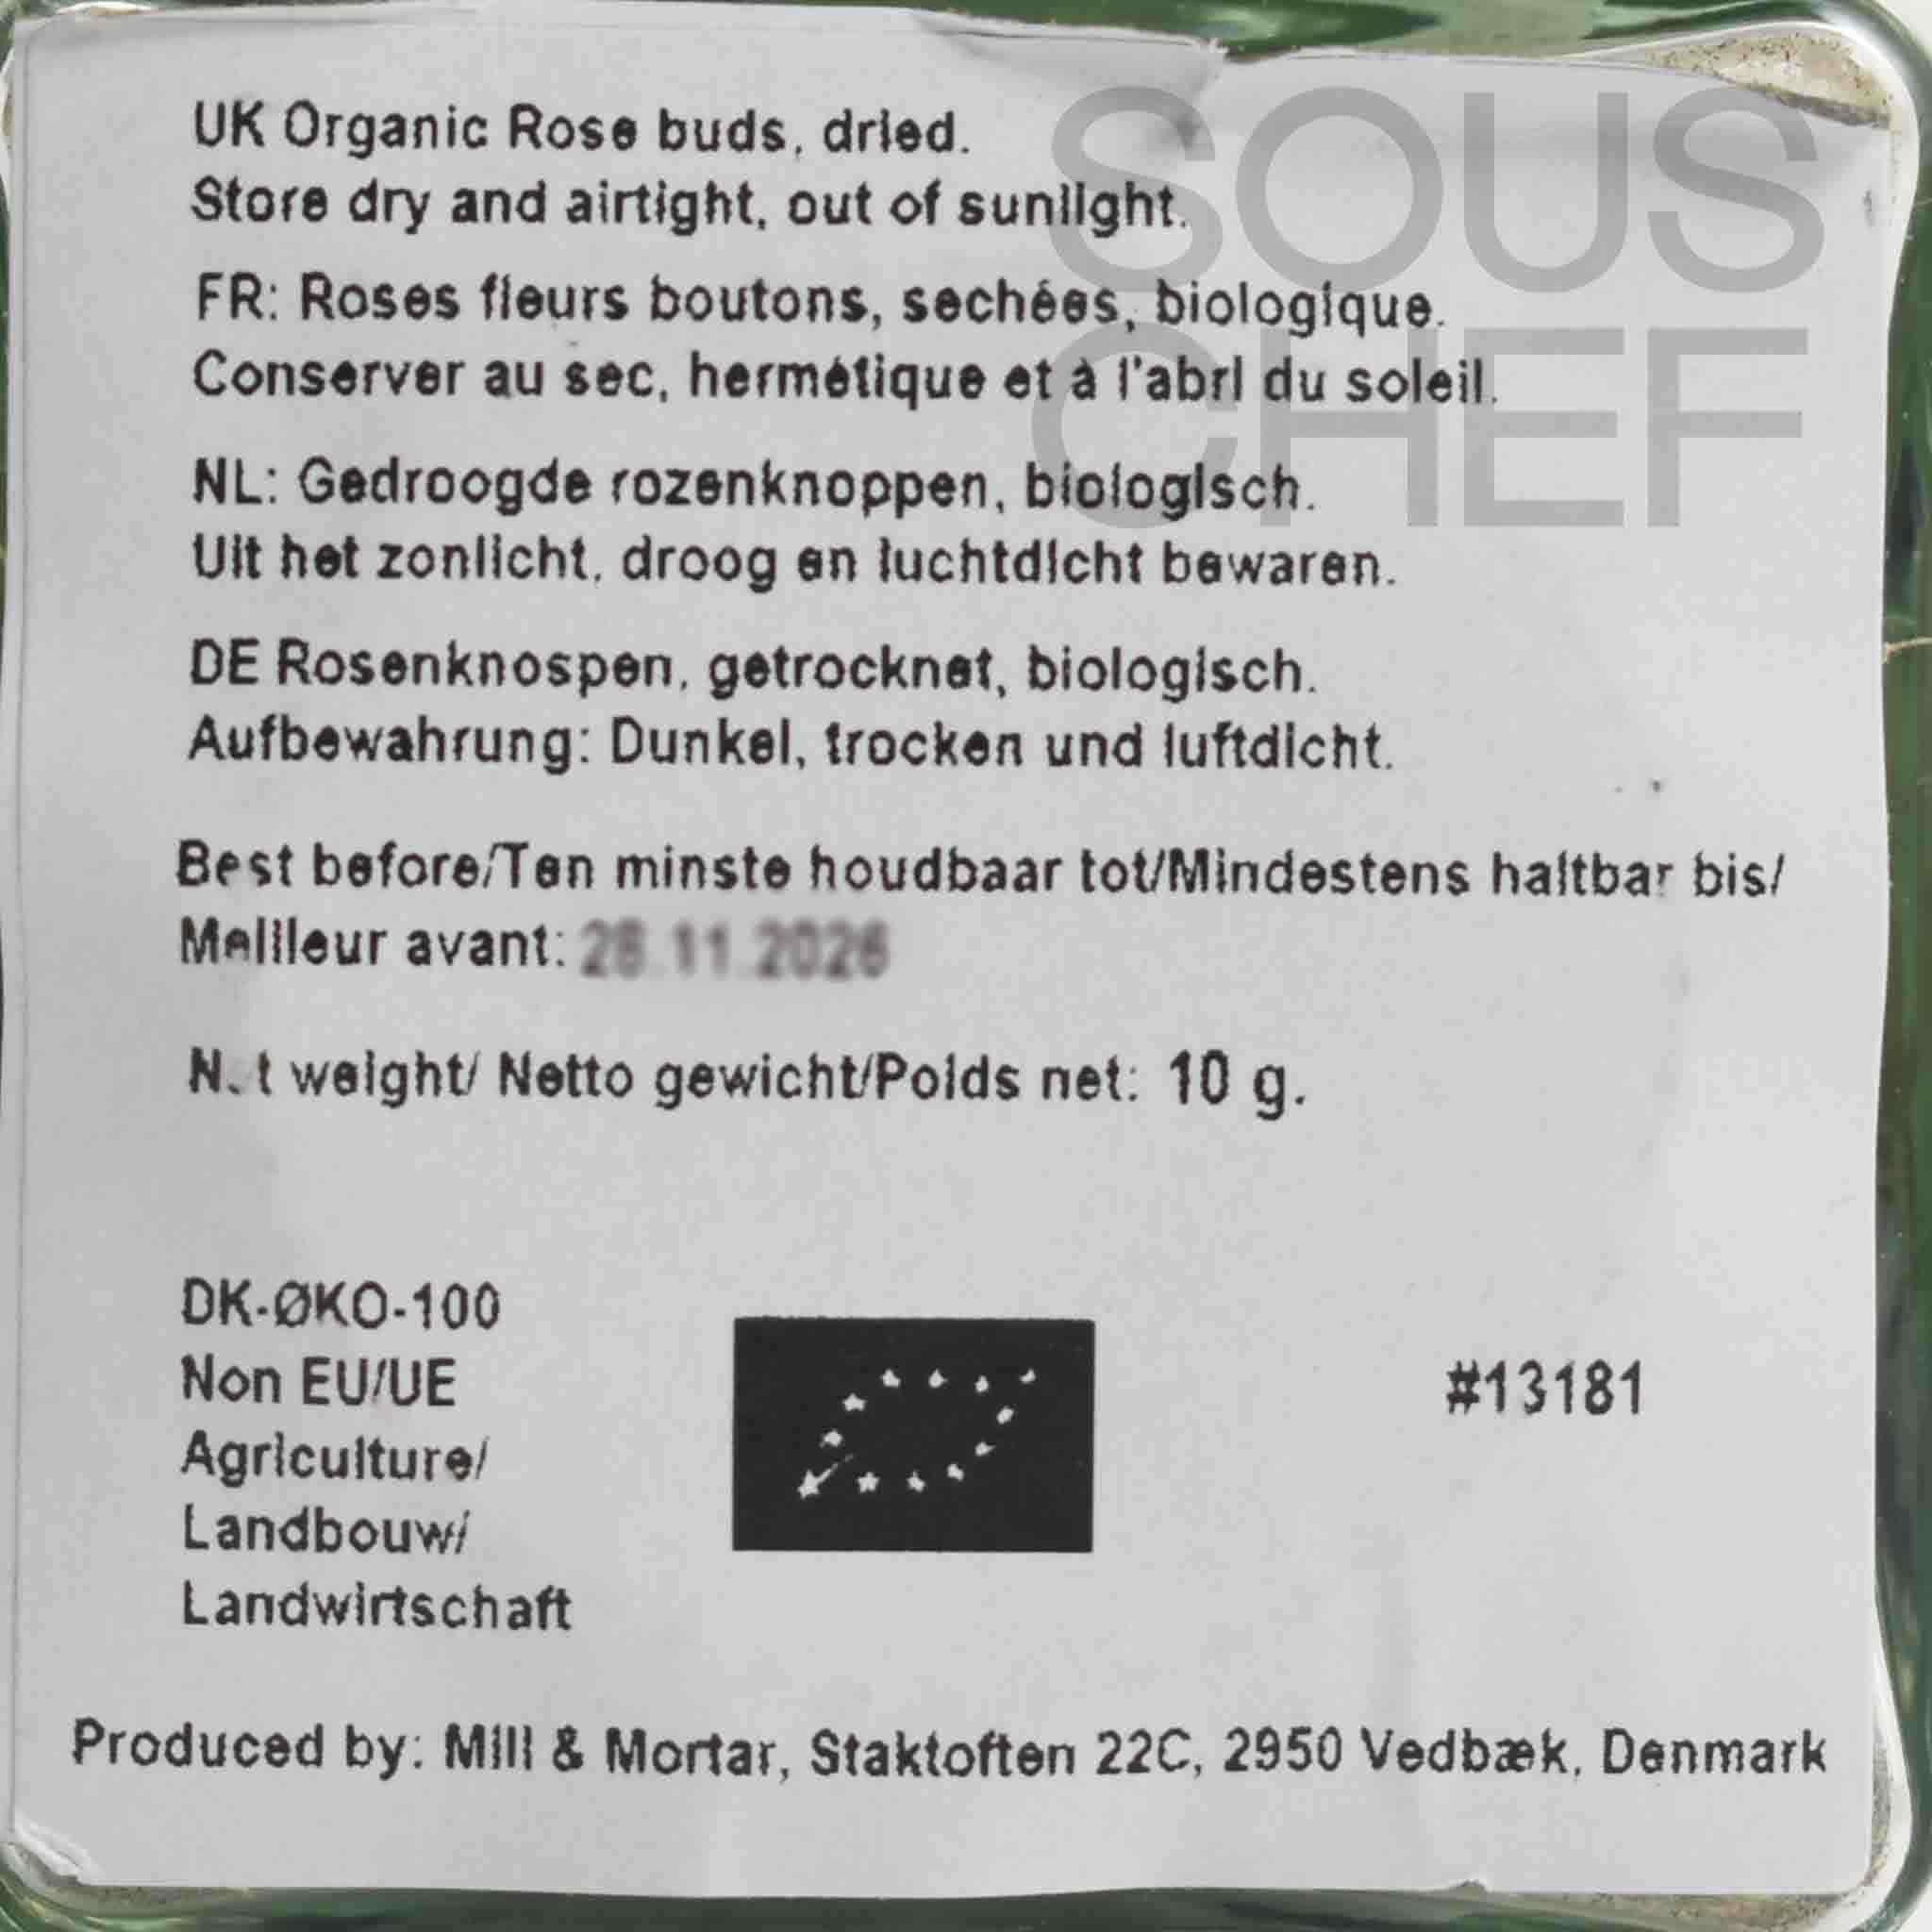 UK Organic Rose buds, dried.
Store dry and airtight, out of sunlight.
FR: Roses fleurs boutons, sechées, biologique.
Conserver au sec, hermétique et à l'abri du soleil.
NL: Gedroogde rozenknoppen, biologisch.
Uit het zonlicht, droog en luchtdicht bewaren.
DE Rosenknospen, getrocknet, biologisch.
Aufbewahrung: Dunkel, trocken und luftdicht.
Best before/Ten minste houdbaar tot/Mindestens haltbar bis/
Meilleur avant:
N.t weight/ Netto gewicht/Poids net: 10 g.
DK-ØKO-100
Non EU/UE
Agriculture/
Landbouw/
Landwirtschaft
#13181
Produced by: Mill & Mortar, Staktoften 22C, 2950 Vedbæk, Denmark
SOUS
CHEF